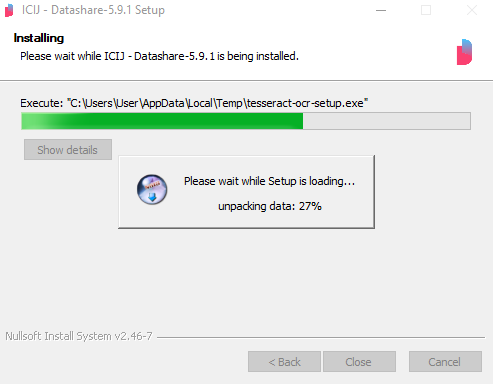 ICIJ - Datashare-5.9.1 Setup
Installing
Please wait while ICIJ - Datashare-5.9.1 is being installed.
Execute: "C:\Users\User\AppData\Local\Temp\tesseract-ocr-setup.exe"
Show details
Please wait while Setup is loading...
unpacking data: 27%
Nullsoft Install System v2.46-7
< Back
Close
Cancel